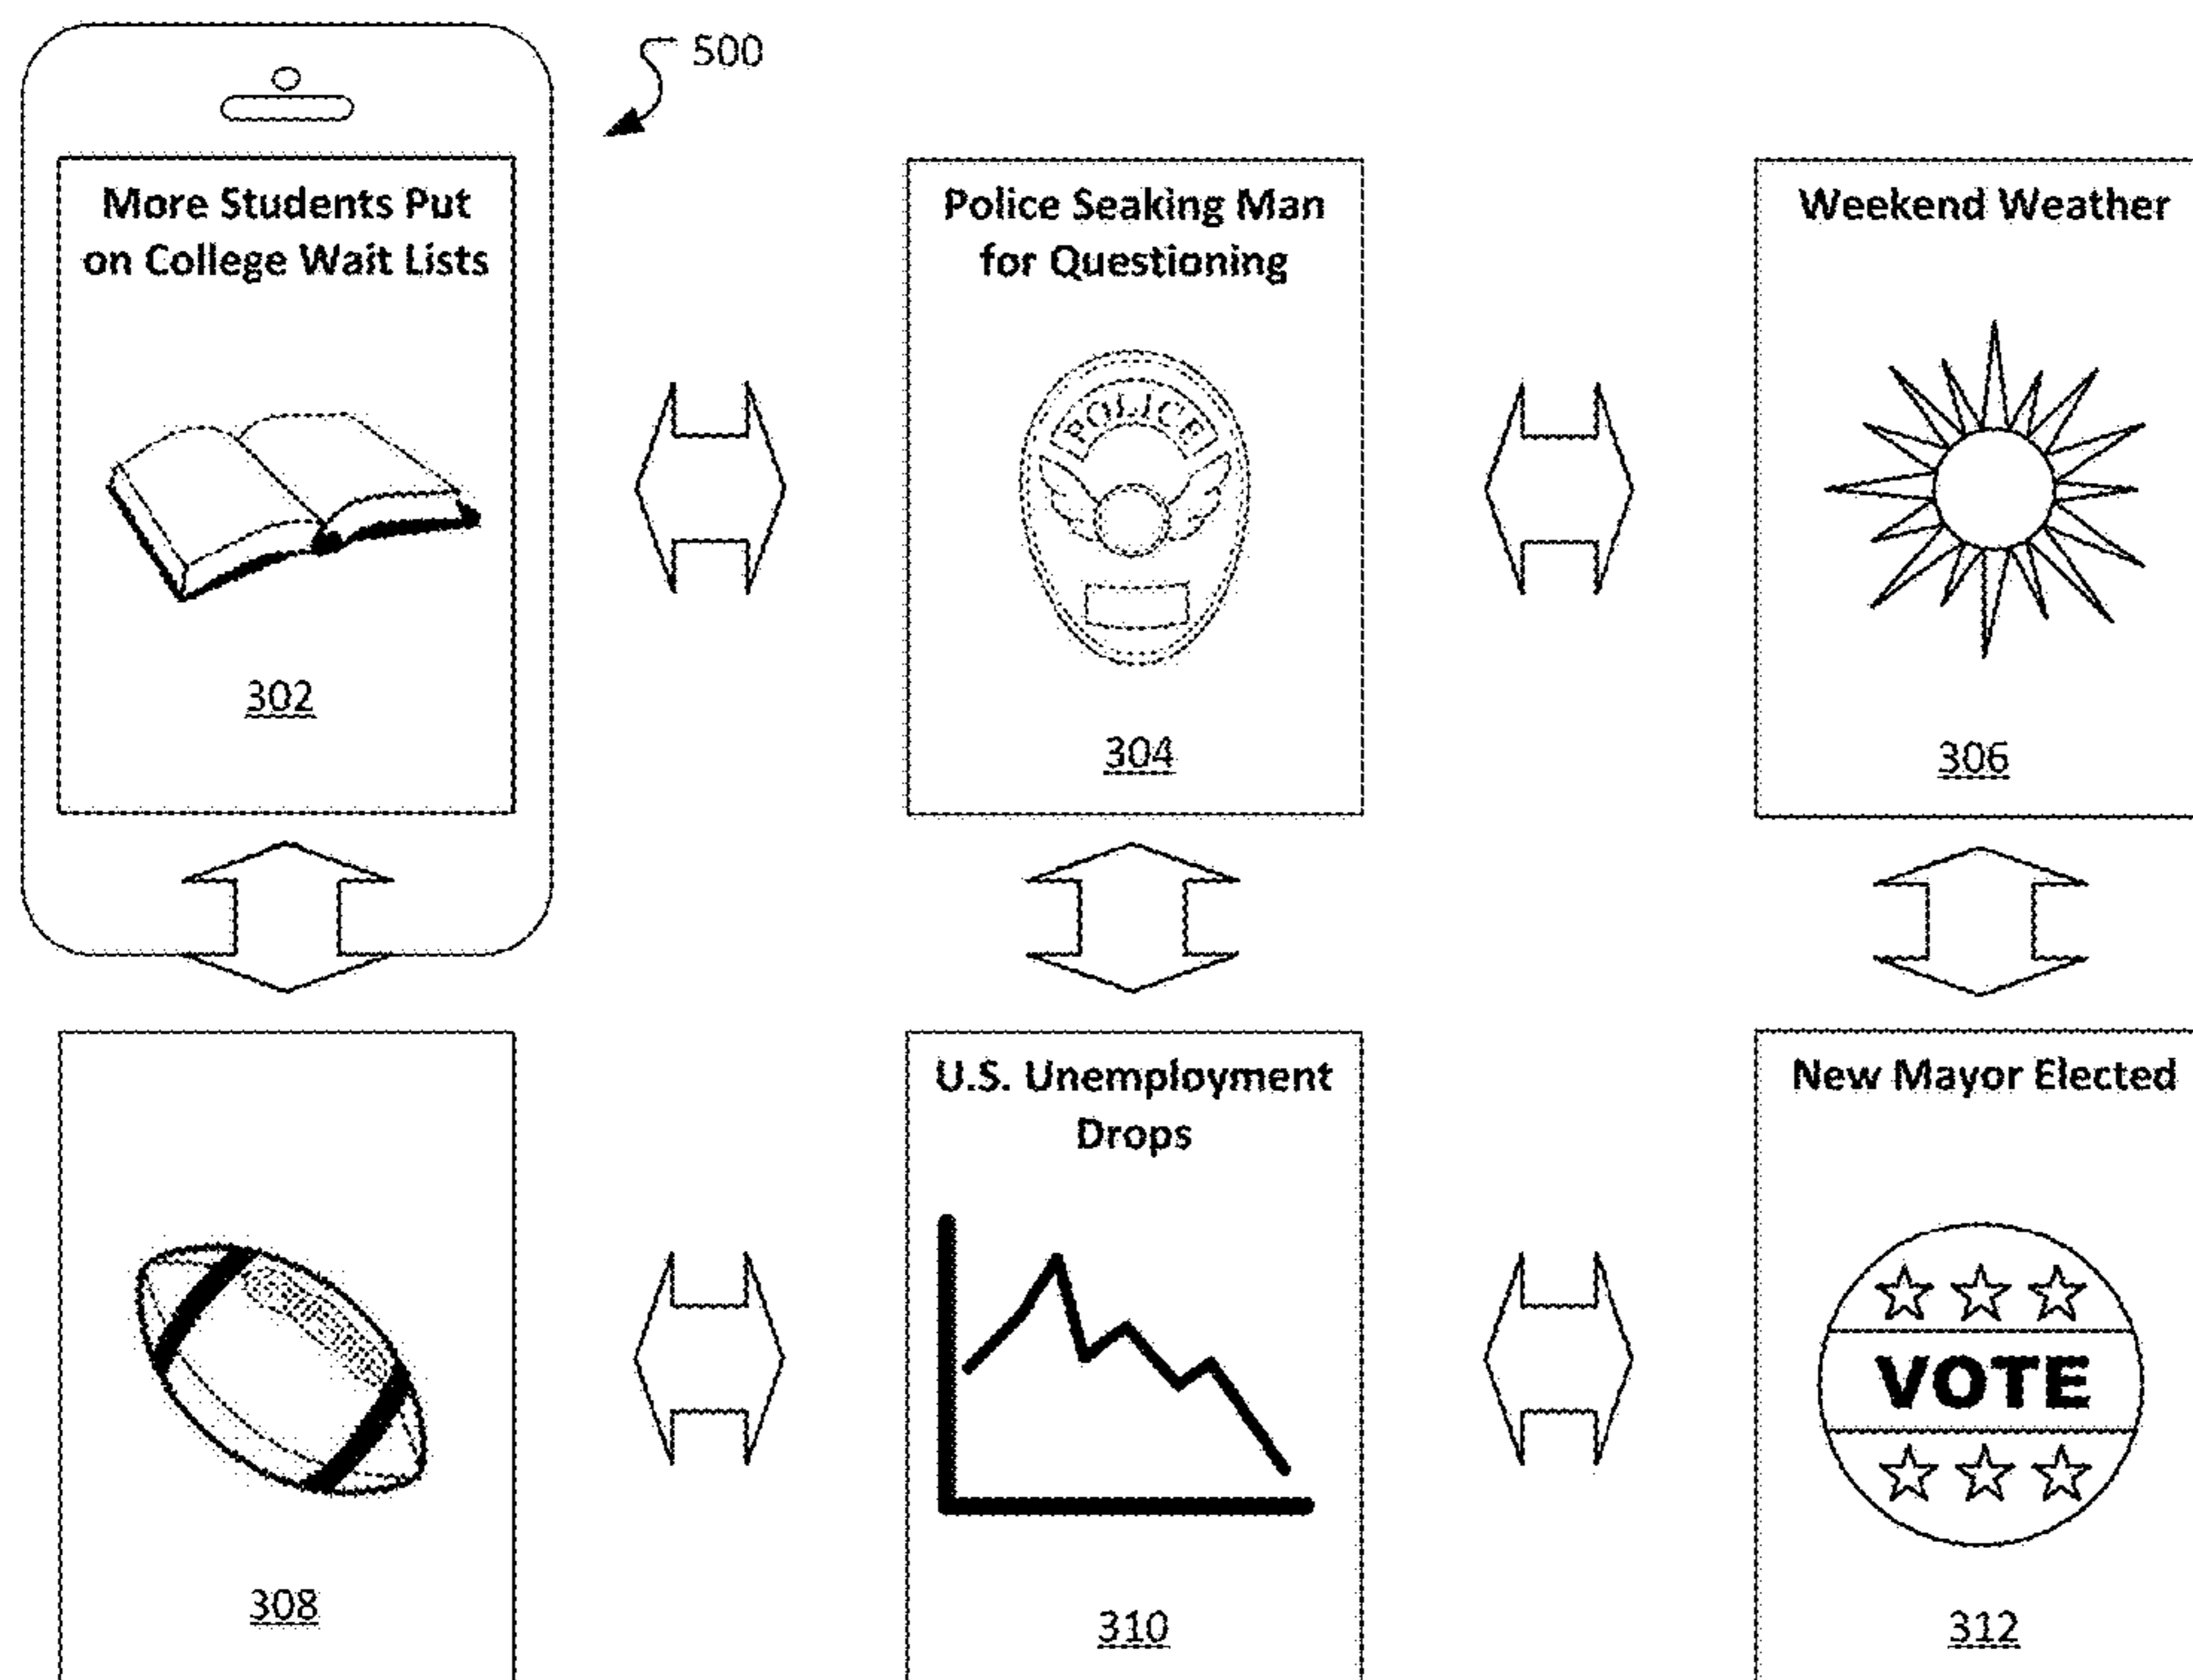 500
More Students Put
on College Wait Lists
302
Police Seaking Man
for Questioning
POLICE
304
Weekend Weather
306
308
U.S. Unemployment
Drops
310
New Mayor Elected
VOTE
312